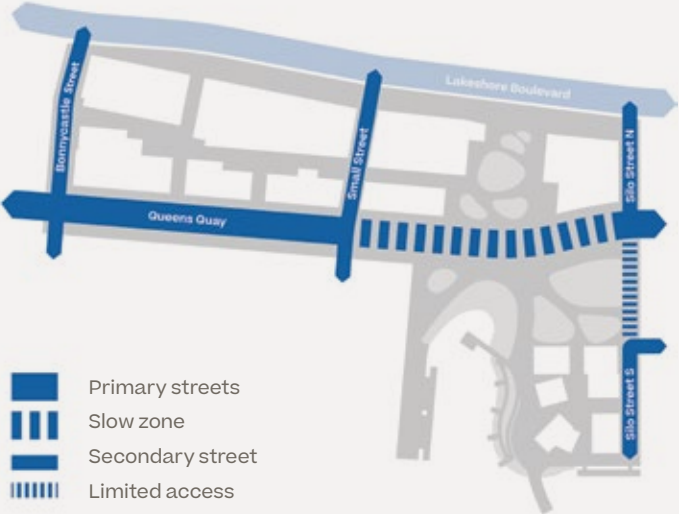 Lakeshore Boulevard
Bonnycastle Street
Small Street
Silo Street N
Queens Quay
Silo Street S
Primary streets
Slow zone
Secondary street
Limited access